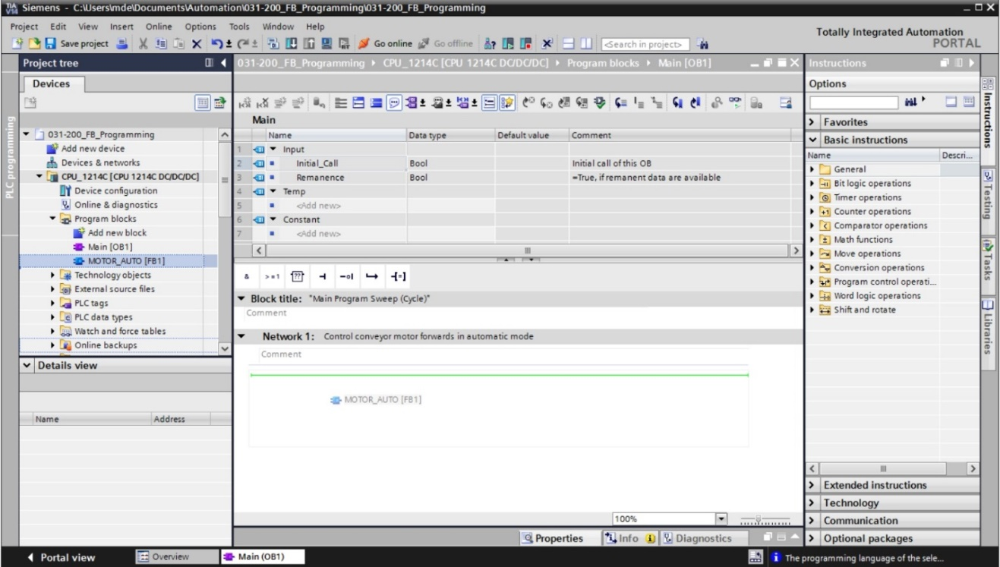 TIA V14 Siemens - C:\Users\mde\Documents\Automation\031-200_FB_Programming\031-200_FB_Programming
Project Edit View Insert Online Options Tools Window Help
Totally Integrated Automation
PORTAL
Save project Go online Go offline <Search in project>
Project tree
Devices
PLC programming
031-200_FB_Programming
Add new device
Devices & networks
CPU_1214C [CPU 1214C DC/DC/DC]
Device configuration
Online & diagnostics
Program blocks
Add new block
Main [OB1]
MOTOR_AUTO [FB1]
Technology objects
External source files
PLC tags
PLC data types
Watch and force tables
Online backups
Details view
Name Address
031-200_FB_Programming CPU_1214C [CPU 1214C DC/DC/DC] Program blocks Main [OB1]
Main
Name Data type Default value Comment
1 Input
2 Initial_Call Bool Initial call of this OB
3 Remanence Bool =True, if remanent data are available
4 Temp
5 <Add new>
6 Constant
7 <Add new>
& >=1 ?? -| -o| -[=]
Block title: "Main Program Sweep (Cycle)"
Comment
Network 1: Control conveyor motor forwards in automatic mode
Comment
MOTOR_AUTO [FB1]
100%
Properties Info Diagnostics
Instructions
Options
Favorites
Basic instructions
Name Descri...
General
Bit logic operations
Timer operations
Counter operations
Comparator operations
Math functions
Move operations
Conversion operations
Program control operati...
Word logic operations
Shift and rotate
Extended instructions
Technology
Communication
Optional packages
Instructions
Testing
Tasks
Libraries
Portal view Overview Main (OB1) The programming language of the sele...